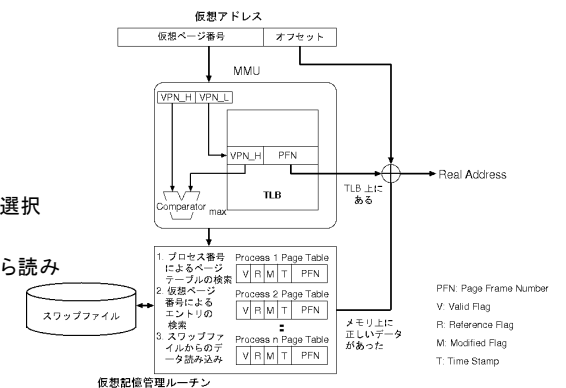 仮想アドレス
仮想ページ番号
オフセット
MMU
VPN_H VPN_L
VPN_H PFN
TLB
Comparator
max
TLB 上に
ある
Real Address
選択
ら読み
スワップファイル
1. プロセス番号
によるページ
テーブルの検索
2. 仮想ページ
番号による
エントリの
検索
3. スワップフ
ァイルからのデ
ータ読み込み
Process 1 Page Table
V R M T PFN
Process 2 Page Table
V R M T PFN
:
Process n Page Table
V R M T PFN
メモリ上に
正しいデータ
があった
仮想記憶管理ルーチン
PFN: Page Frame Number
V: Valid Flag
R: Reference Flag
M: Modified Flag
T: Time Stamp